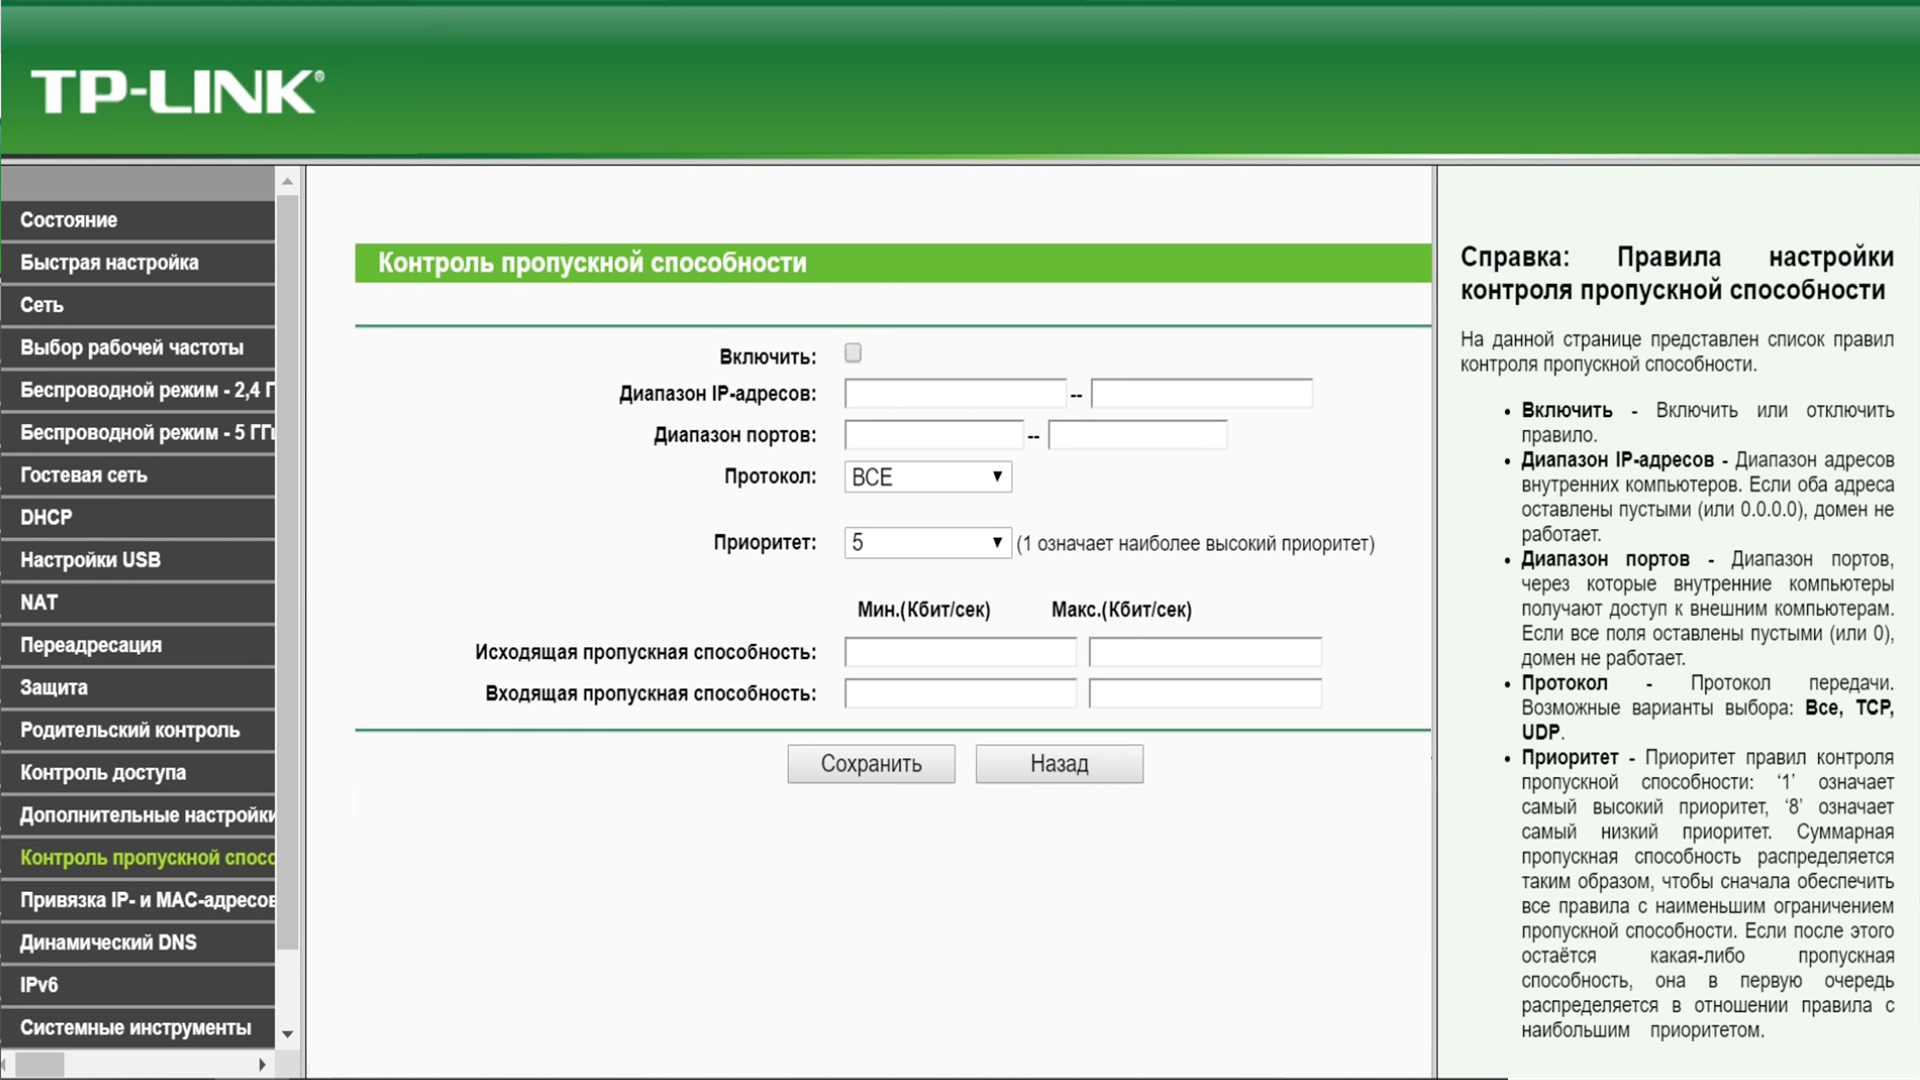 TP-LINK®
Состояние
Быстрая настройка
Сеть
Выбор рабочей частоты
Беспроводной режим - 2,4 Г
Беспроводной режим - 5 ГГц
Гостевая сеть
DHCP
Настройки USB
NAT
Переадресация
Защита
Родительский контроль
Контроль доступа
Дополнительные настройки
Контроль пропускной спосо
Привязка IP- и MAC-адресов
Динамический DNS
IPv6
Системные инструменты
Контроль пропускной способности
Включить:
Диапазон IP-адресов: --
Диапазон портов: --
Протокол: ВСЕ
Приоритет: 5 (1 означает наиболее высокий приоритет)
Мин.(Кбит/сек) Макс.(Кбит/сек)
Исходящая пропускная способность:
Входящая пропускная способность:
Сохранить Назад
Справка: Правила настройки
контроля пропускной способности
На данной странице представлен список правил
контроля пропускной способности.
• Включить - Включить или отключить
правило.
• Диапазон IP-адресов - Диапазон адресов
внутренних компьютеров. Если оба адреса
оставлены пустыми (или 0.0.0.0), домен не
работает.
• Диапазон портов - Диапазон портов,
через которые внутренние компьютеры
получают доступ к внешним компьютерам.
Если все поля оставлены пустыми (или 0),
домен не работает.
• Протокол - Протокол передачи.
Возможные варианты выбора: Все, TCP,
UDP.
• Приоритет - Приоритет правил контроля
пропускной способности: ‘1’ означает
самый высокий приоритет, ‘8’ означает
самый низкий приоритет. Суммарная
пропускная способность распределяется
таким образом, чтобы сначала обеспечить
все правила с наименьшим ограничением
пропускной способности. Если после этого
остаётся какая-либо пропускная
способность, она в первую очередь
распределяется в отношении правила с
наибольшим приоритетом.